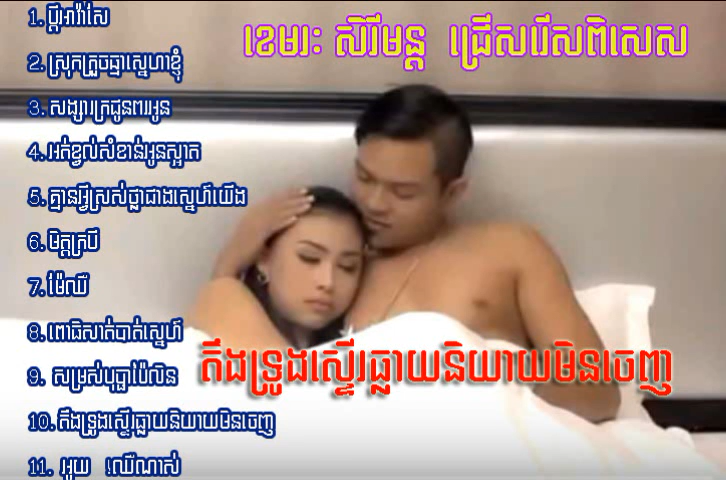 ខេមរៈ សិរីមន្ត ជ្រើសរើសពិសេស
1. ប្តីអាវ៉ាសែ
2. ស្រុកក្រូចឆ្មាស្នេហាខ្ញុំ
3. សង្សារក្រដូនពរអូន
4. អត់ខ្វល់សំខាន់អូនស្អាត
5. គ្មានអ្វីស្រស់ថ្លាជាងស្នេហ៍យើង
6. ចិត្តក្របី
7. ម៉ែឈឺ
8. ពោធិសាត់បាត់ស្នេហ៍
9. សម្រស់បុប្ផាប៉ៃលិន
តឹងទ្រូងស្ទើរធ្លាយនិយាយមិនចេញ
10. តឹងទ្រូងស្ទើរធ្លាយនិយាយមិនចេញ
11. អួយ ឈឺណាស់